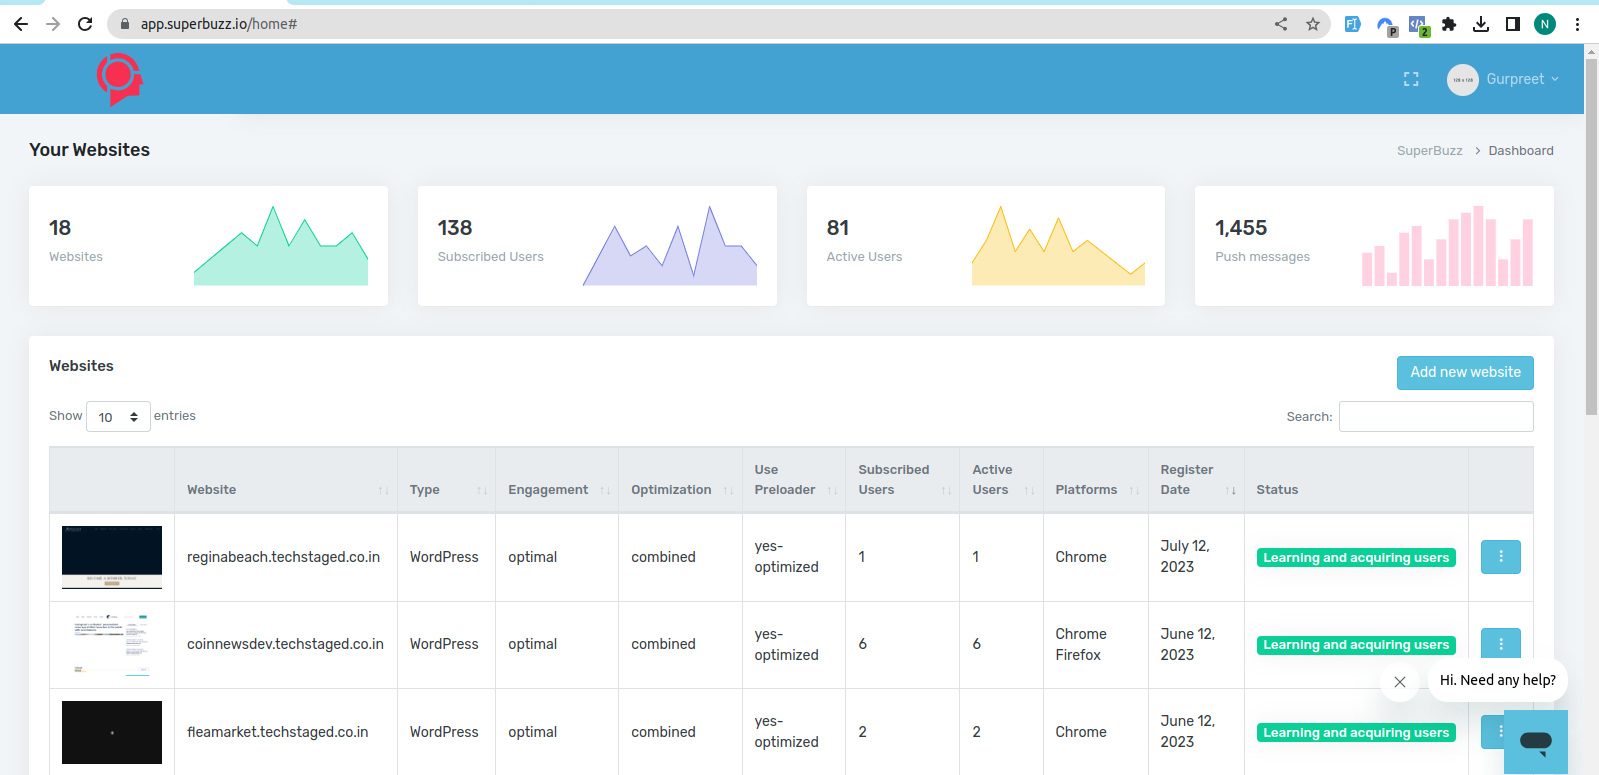 app.superbuzz.io/home#
P
2
N
Gurpreet
Your Websites
SuperBuzz > Dashboard
18
Websites
138
Subscribed Users
81
Active Users
1,455
Push messages
Websites
Add new website
Show 10 entries
Search:
Website
Type
Engagement
Optimization
Use
Preloader
Subscribed
Users
Active
Users
Platforms
Register
Date
Status
reginabeach.techstaged.co.in
WordPress
optimal
combined
yes-
optimized
1
1
Chrome
July 12,
2023
Learning and acquiring users
coinnewsdev.techstaged.co.in
WordPress
optimal
combined
yes-
optimized
6
6
Chrome
Firefox
June 12,
2023
Learning and acquiring users
fleamarket.techstaged.co.in
WordPress
optimal
combined
yes-
optimized
2
2
Chrome
June 12,
2023
Learning and acquiring users
Hi. Need any help?